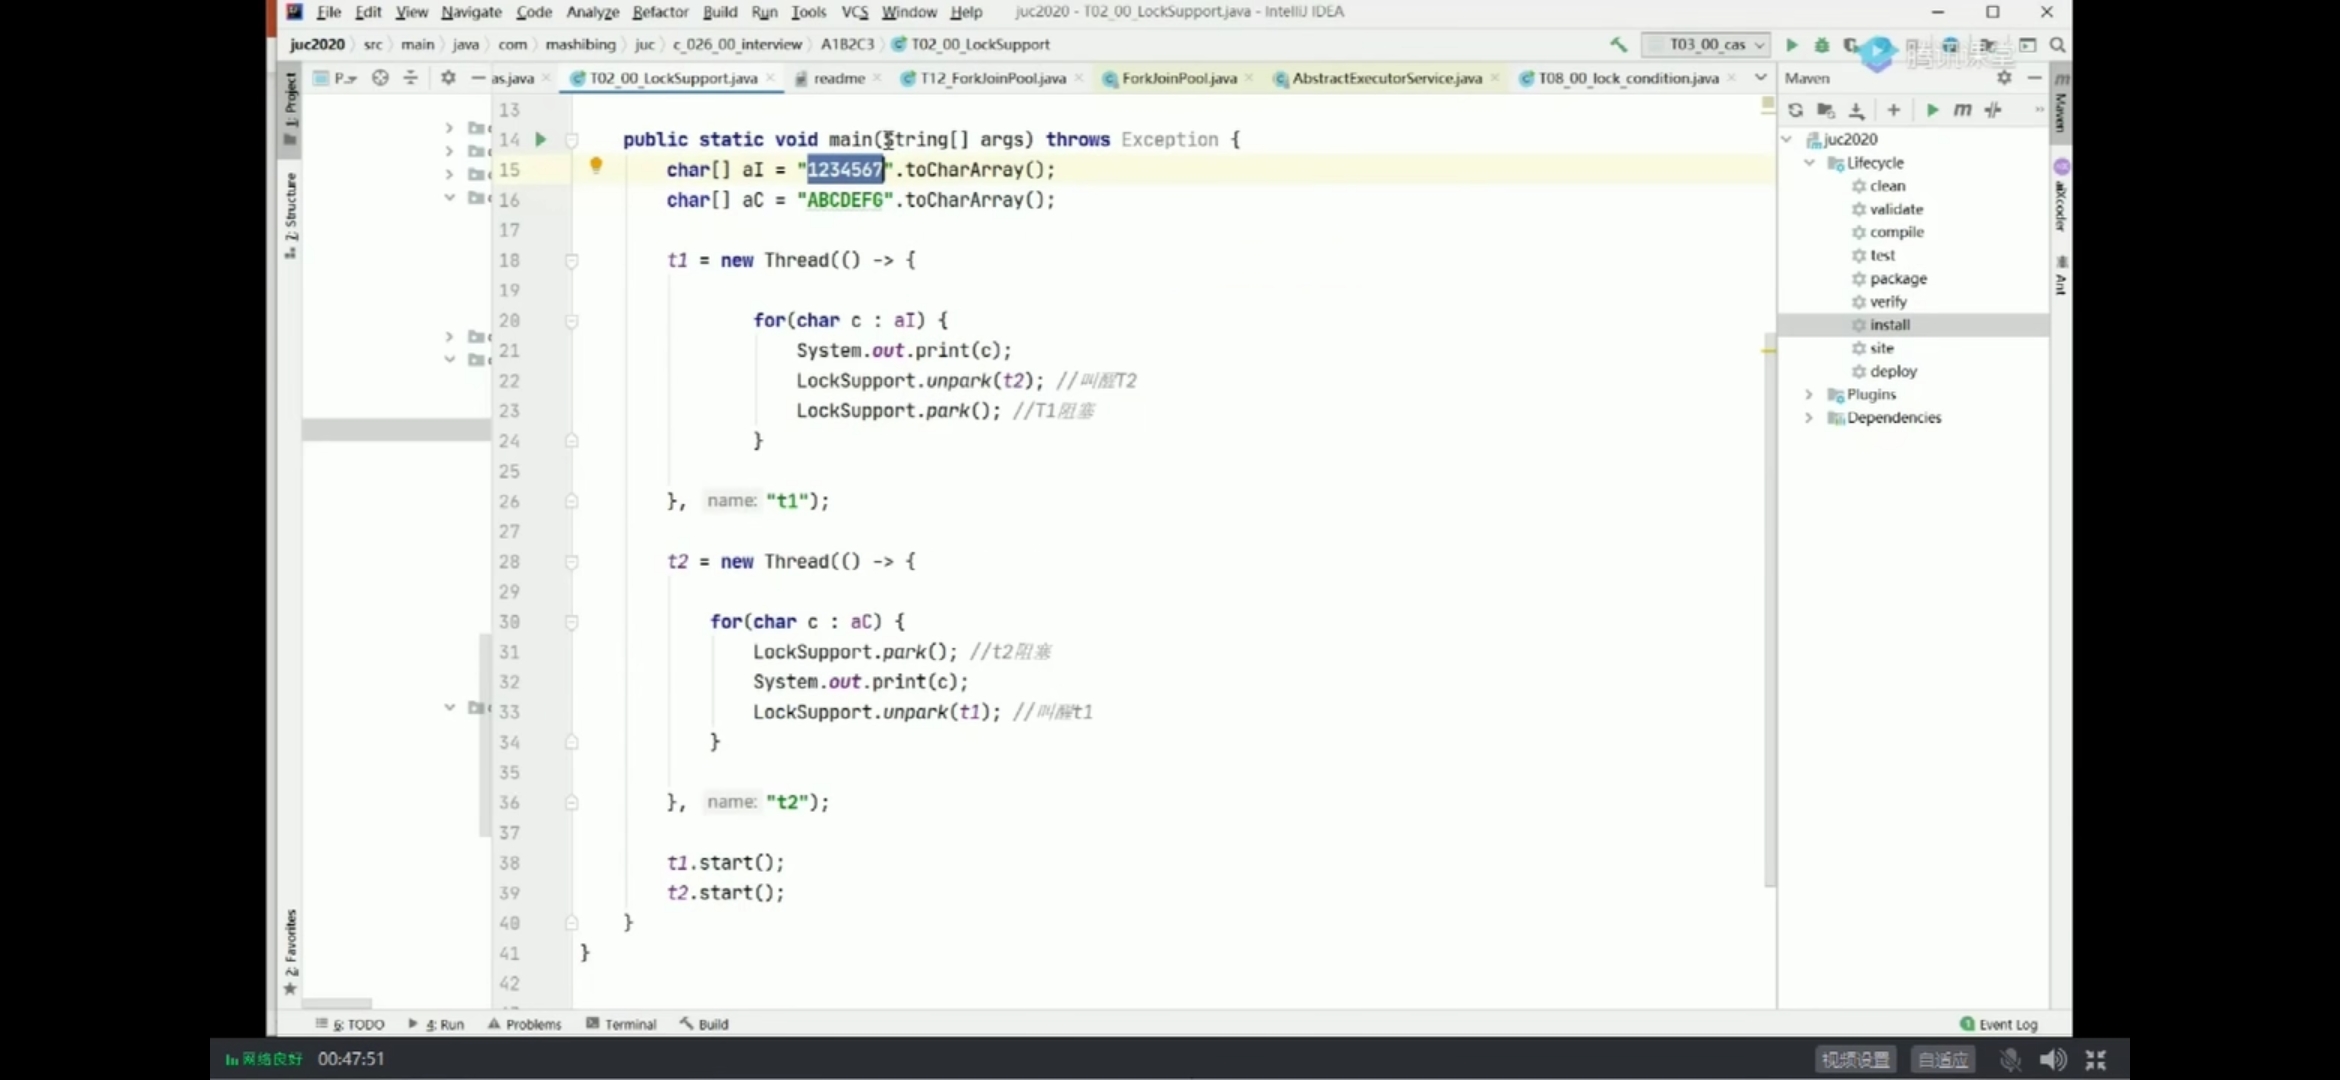 File Edit View Navigate Code Analyze Refactor Build Run Tools VCS Window Help juc2020 - T02_00_LockSupport.java - IntelliJ IDEA
juc2020 src main java com mashibing juc c_026_00_interview A1B2C3 T02_00_LockSupport T03_00_cas
腾讯课堂
1: Project
P..
as.java T02_00_LockSupport.java readme T12_ForkJoinPool.java ForkJoinPool.java AbstractExecutorService.java T08_00_lock_condition.java Maven
13
14 public static void main(String[] args) throws Exception {
15 char[] aI = "1234567".toCharArray();
16 char[] aC = "ABCDEFG".toCharArray();
17
18 t1 = new Thread(() -> {
19
20 for(char c : aI) {
21 System.out.print(c);
22 LockSupport.unpark(t2); //叫醒T2
23 LockSupport.park(); //T1阻塞
24 }
25
26 }, name: "t1");
27
28 t2 = new Thread(() -> {
29
30 for(char c : aC) {
31 LockSupport.park(); //t2阻塞
32 System.out.print(c);
33 LockSupport.unpark(t1); //叫醒t1
34 }
35
36 }, name: "t2");
37
38 t1.start();
39 t2.start();
40 }
41 }
42
7: Structure
2: Favorites
m
juc2020
Lifecycle
clean
validate
compile
test
package
verify
install
site
deploy
Plugins
Dependencies
m
Maven
aiXcoder
Ant
6: TODO 4: Run Problems Terminal Build 1 Event Log
网络良好 00:47:51 视频设置 自适应